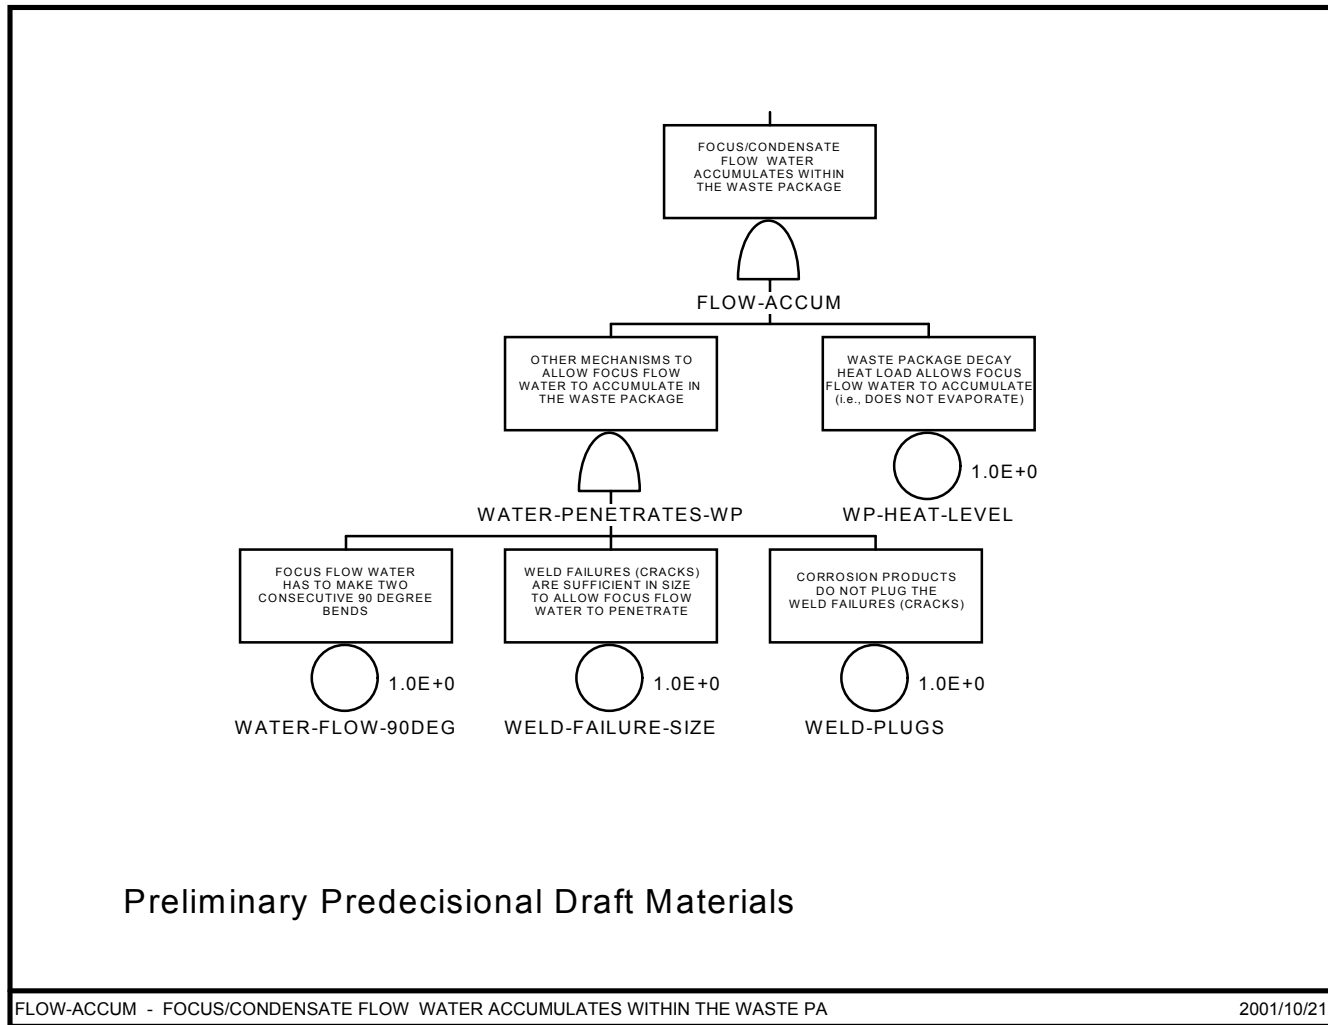 FOCUS/CONDENSATE
FLOW WATER
ACCUMULATES WITHIN
THE WASTE PACKAGE
FLOW-ACCUM
OTHER MECHANISMS TO
ALLOW FOCUS FLOW
WATER TO ACCUMULATE IN
THE WASTE PACKAGE
WASTE PACKAGE DECAY
HEAT LOAD ALLOWS FOCUS
FLOW WATER TO ACCUMULATE
(i.e., DOES NOT EVAPORATE)
1.0E+0
WATER-PENETRATES-WP
WP-HEAT-LEVEL
FOCUS FLOW WATER
HAS TO MAKE TWO
CONSECUTIVE 90 DEGREE
BENDS
WELD FAILURES (CRACKS)
ARE SUFFICIENT IN SIZE
TO ALLOW FOCUS FLOW
WATER TO PENETRATE
CORROSION PRODUCTS
DO NOT PLUG THE
WELD FAILURES (CRACKS)
1.0E+0
1.0E+0
1.0E+0
WATER-FLOW-90DEG
WELD-FAILURE-SIZE
WELD-PLUGS
Preliminary Predecisional Draft Materials
FLOW-ACCUM - FOCUS/CONDENSATE FLOW WATER ACCUMULATES WITHIN THE WASTE PA
2001/10/21